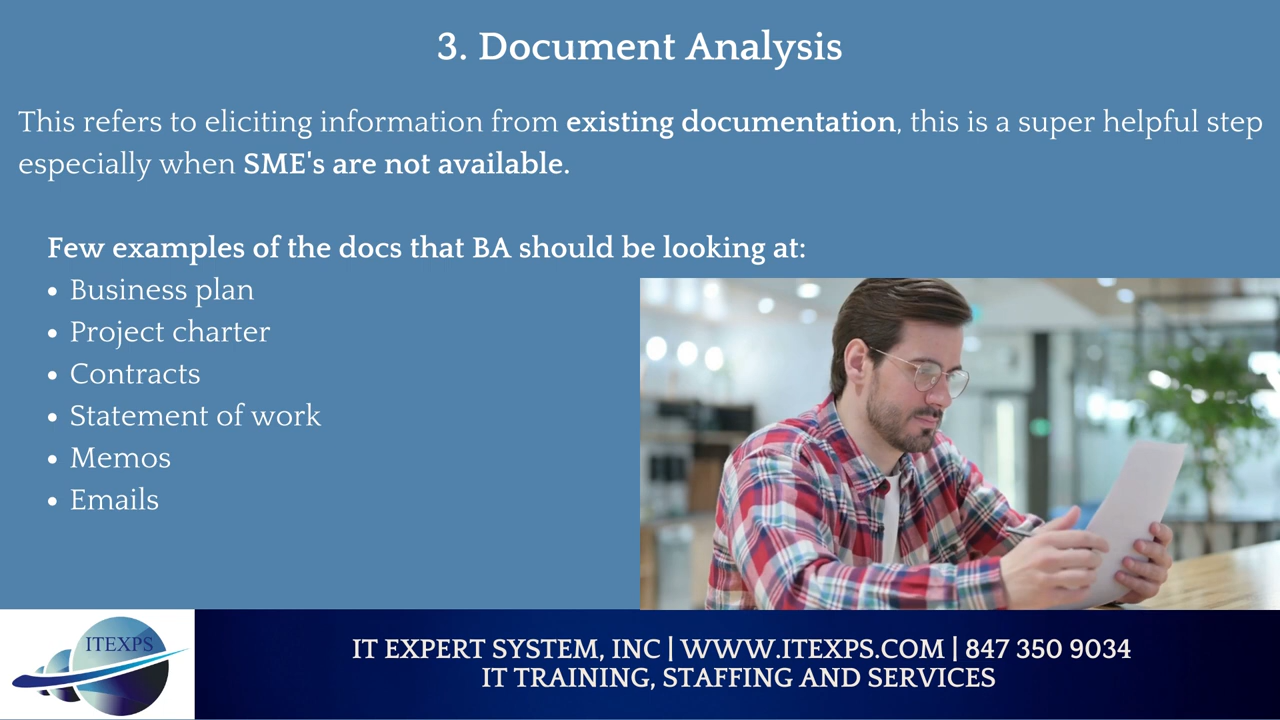 3. Document Analysis
This refers to eliciting information from existing documentation, this is a super helpful step
especially when SME's are not available.
Few examples of the docs that BA should be looking at:
• Business plan
• Project charter
• Contracts
• Statement of work
• Memos
• Emails
ITEXPS
IT EXPERT SYSTEM, INC | WWW.ITEXPS.COM | 847 350 9034
IT TRAINING, STAFFING AND SERVICES